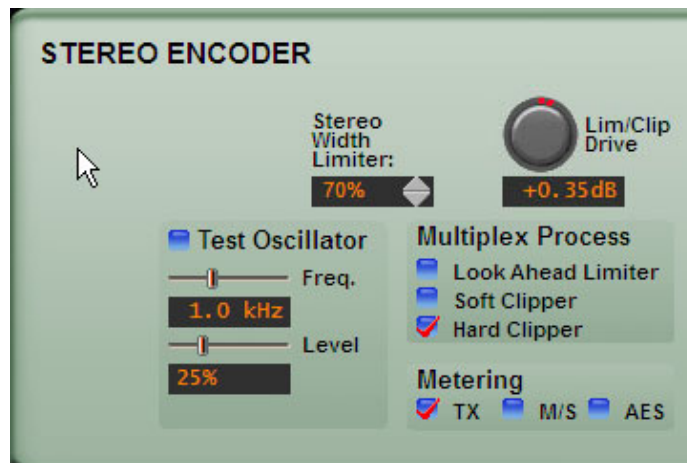 STEREO ENCODER
Stereo
Width
Limiter:
70%
Lim/Clip
Drive
+0.35dB
Test Oscillator
Freq.
1.0 kHz
Level
25%
Multiplex Process
Look Ahead Limiter
Soft Clipper
Hard Clipper
Metering
TX M/S AES